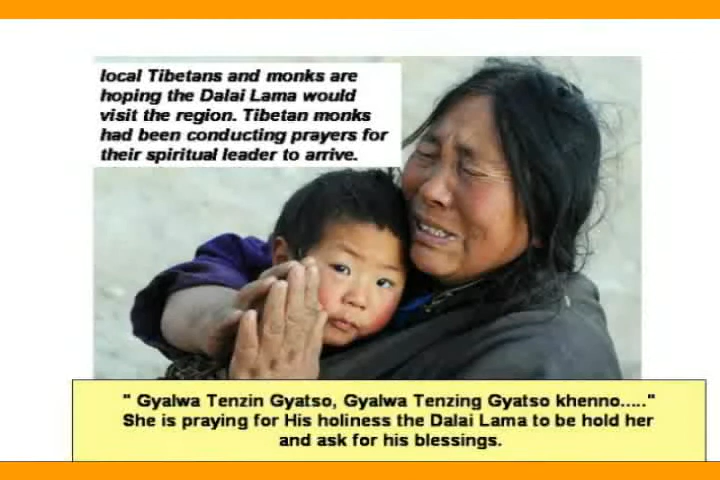 local Tibetans and monks are
hoping the Dalai Lama would
visit the region. Tibetan monks
had been conducting prayers for
their spiritual leader to arrive.
" Gyalwa Tenzin Gyatso, Gyalwa Tenzing Gyatso khenno....."
She is praying for His holiness the Dalai Lama to be hold her
and ask for his blessings.